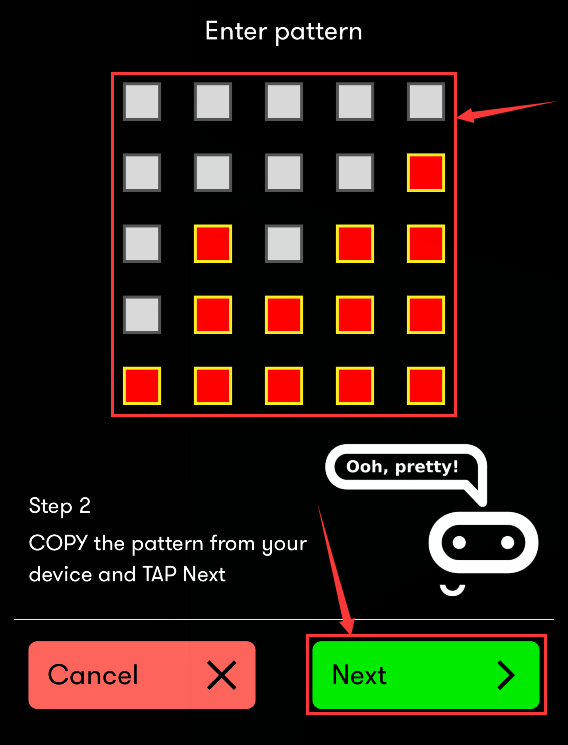 Enter pattern
Ooh, pretty!
Step 2
COPY the pattern from your
device and TAP Next
Cancel
Next